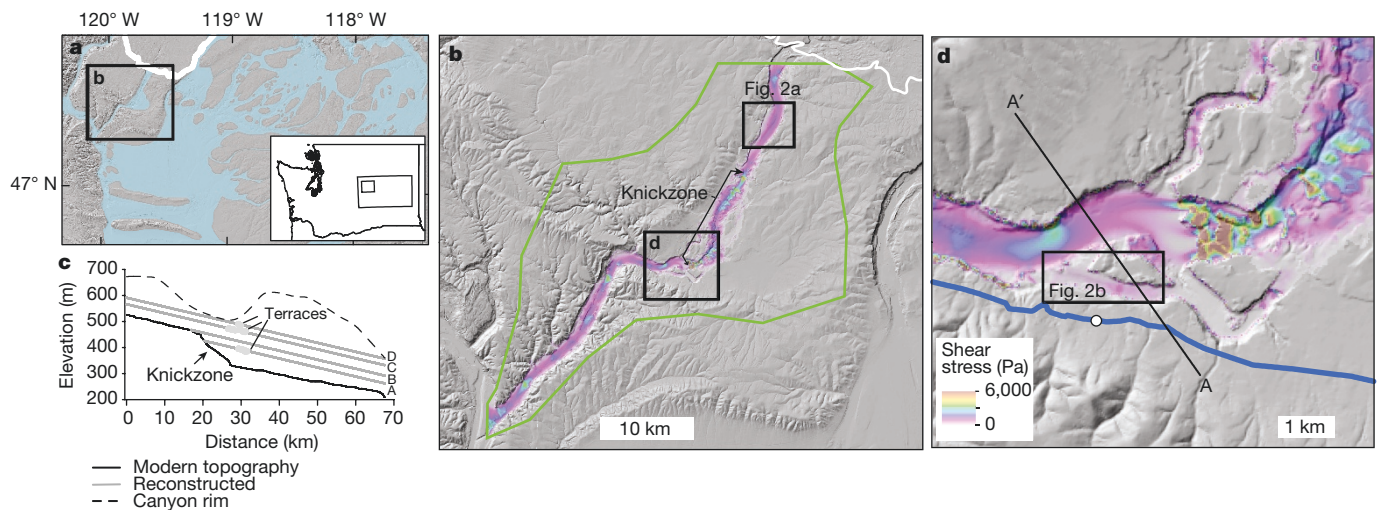 120° W 119° W 118° W
a
b
47° N
b
Fig. 2a
Knickzone
d
10 km
c
700
600
500
400
300
200
Elevation (m)
Terraces
Knickzone
D
C
B
A
0 10 20 30 40 50 60 70
Distance (km)
Modern topography
Reconstructed
Canyon rim
d
A′
Fig. 2b
Shear
stress (Pa)
6,000
0
A
1 km